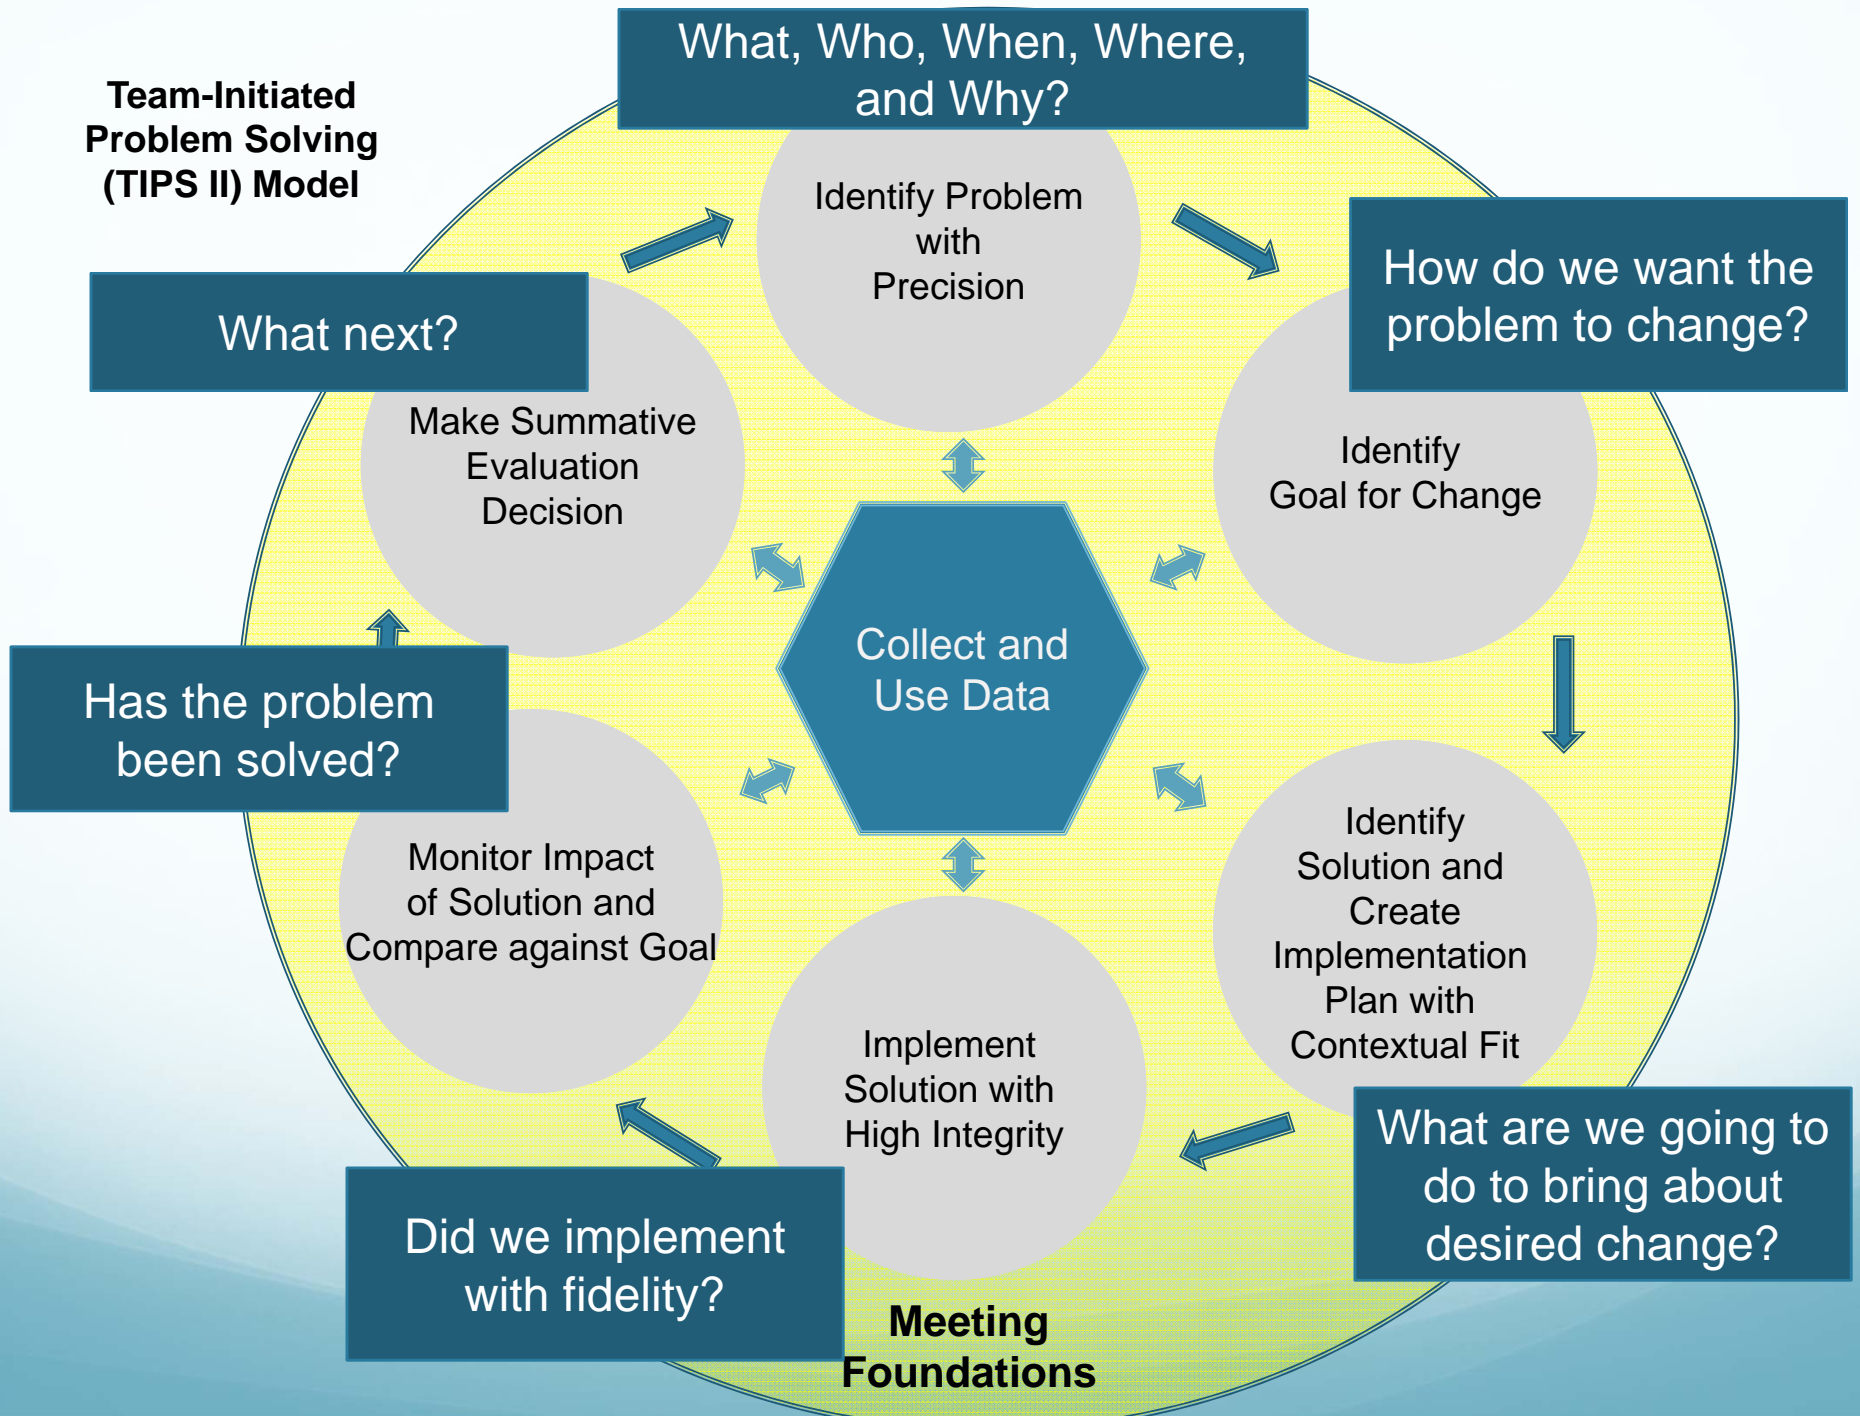 Team-Initiated
Problem Solving
(TIPS II) Model
What, Who, When, Where,
and Why?
Identify Problem
with
Precision
How do we want the
problem to change?
Identify
Goal for Change
Identify
Solution and
Create
Implementation
Plan with
Contextual Fit
What are we going to
do to bring about
desired change?
Implement
Solution with
High Integrity
Did we implement
with fidelity?
Monitor Impact
of Solution and
Compare against Goal
Has the problem
been solved?
Make Summative
Evaluation
Decision
What next?
Collect and
Use Data
Meeting
Foundations